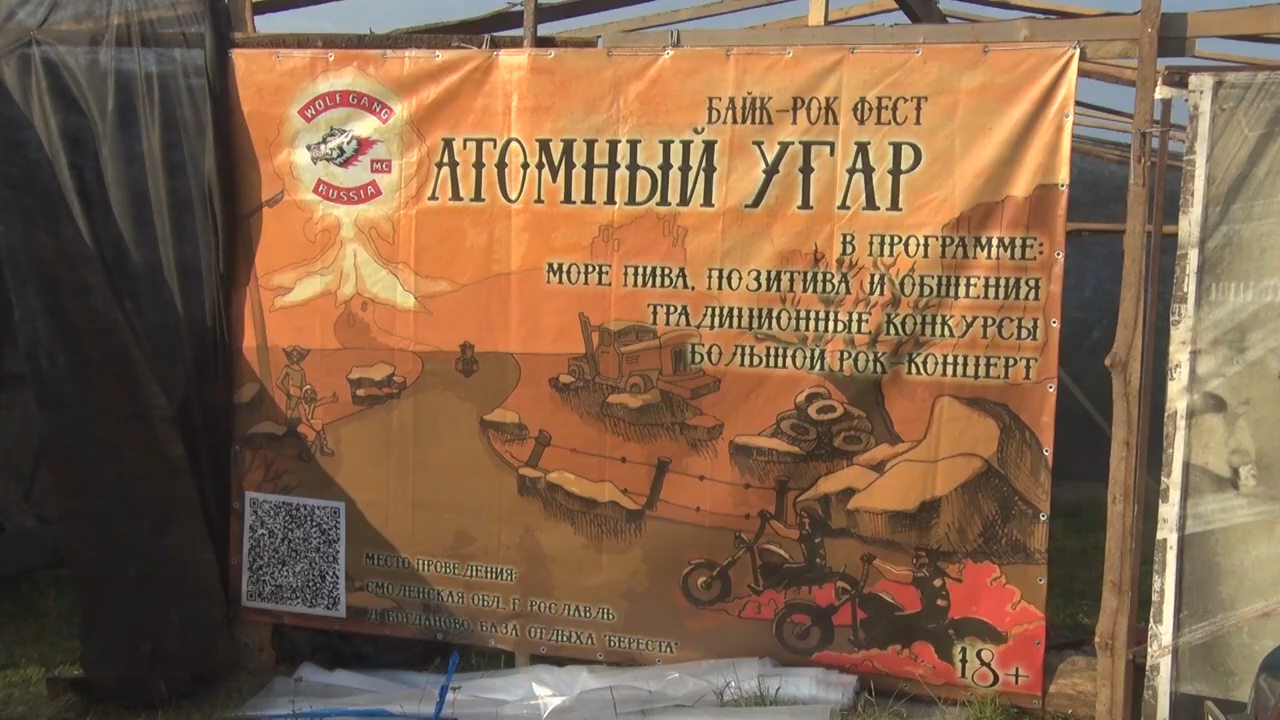 WOLF GANG
MC
RUSSIA
БАЙК-РОК ФЕСТ
АТОМНЫЙ УГАР
В ПРОГРАММЕ:
МОРЕ ПИВА, ПОЗИТИВА И ОБЩЕНИЯ
ТРАДИЦИОННЫЕ КОНКУРСЫ
БОЛЬШОЙ РОК-КОНЦЕРТ
МЕСТО ПРОВЕДЕНИЯ:
СМОЛЕНСКАЯ ОБЛ., Г. РОСЛАВЛЬ
Д.БОГДАНОВО, БАЗА ОТДЫХА "БЕРЕСТА"
18+